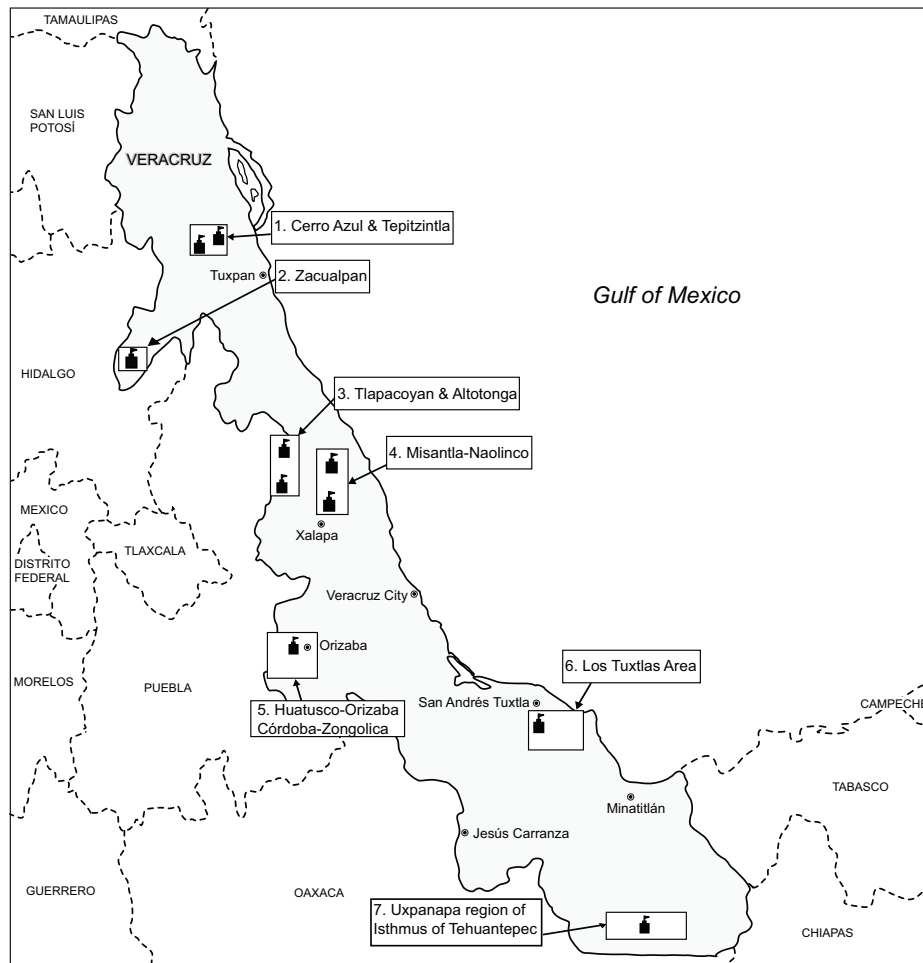 TAMAULIPAS
SAN LUIS
POTOSÍ
VERACRUZ
1. Cerro Azul & Tepitzintla
Tuxpan
2. Zacualpan
Gulf of Mexico
HIDALGO
3. Tlapacoyan & Altotonga
4. Misantla-Naolinco
MEXICO
Xalapa
TLAXCALA
DISTRITO
FEDERAL
Veracruz City
Orizaba
MORELOS
PUEBLA
6. Los Tuxtlas Area
San Andrés Tuxtla
CAMPECHE
5. Huatusco-Orizaba
Córdoba-Zongolica
TABASCO
Minatitlán
Jesús Carranza
GUERRERO
OAXACA
7. Uxpanapa region of
Isthmus of Tehuantepec
CHIAPAS